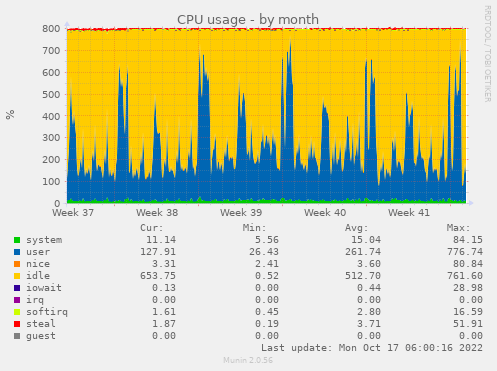 CPU usage - by month
RRDTOOL / TOBI OETIKER
%
800
700
600
500
400
300
200
100
0
Week 37 Week 38 Week 39 Week 40 Week 41
Cur: Min: Avg: Max:
system 11.14 5.56 15.04 84.15
user 127.91 26.43 261.74 776.74
nice 3.31 2.41 3.60 80.84
idle 653.75 0.52 512.70 761.60
iowait 0.13 0.00 0.44 28.98
irq 0.00 0.00 0.00 0.00
softirq 1.61 0.45 2.80 16.59
steal 1.87 0.19 3.71 51.91
guest 0.00 0.00 0.00 0.00
Last update: Mon Oct 17 06:00:16 2022
Munin 2.0.56